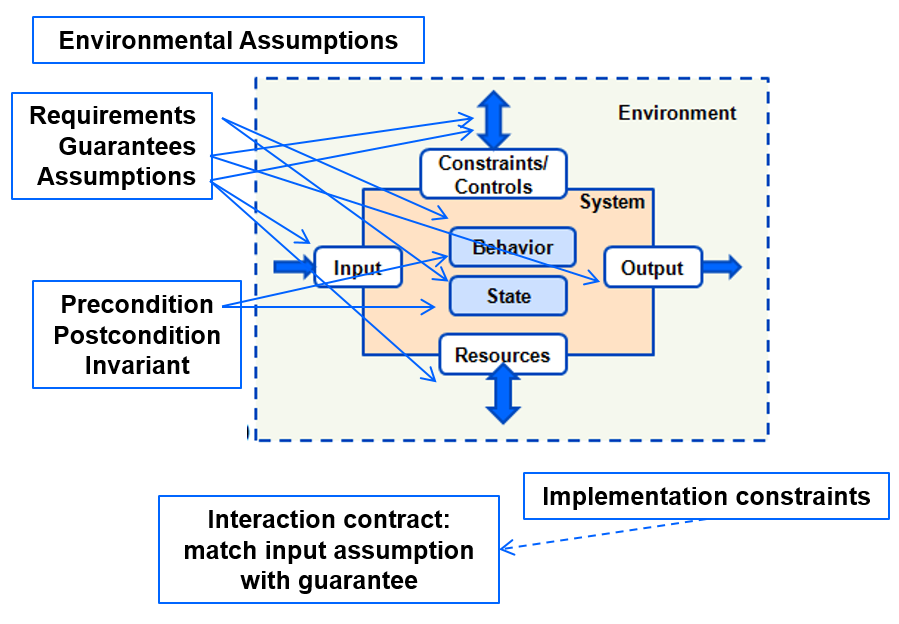 Environmental Assumptions
Requirements
Guarantees
Assumptions
Environment
Constraints/
Controls
System
Behavior
Input
Output
State
Precondition
Postcondition
Invariant
Resources
Implementation constraints
Interaction contract:
match input assumption
with guarantee